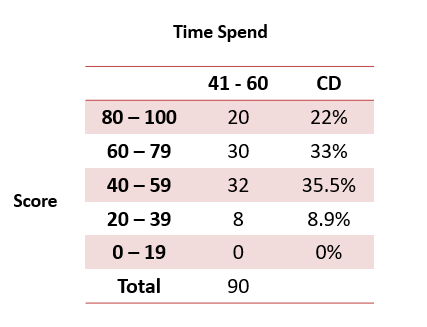 Time Spend
41 - 60 CD
80 – 100 20 22%
60 – 79 30 33%
40 – 59 32 35.5%
Score
20 – 39 8 8.9%
0 – 19 0 0%
Total 90